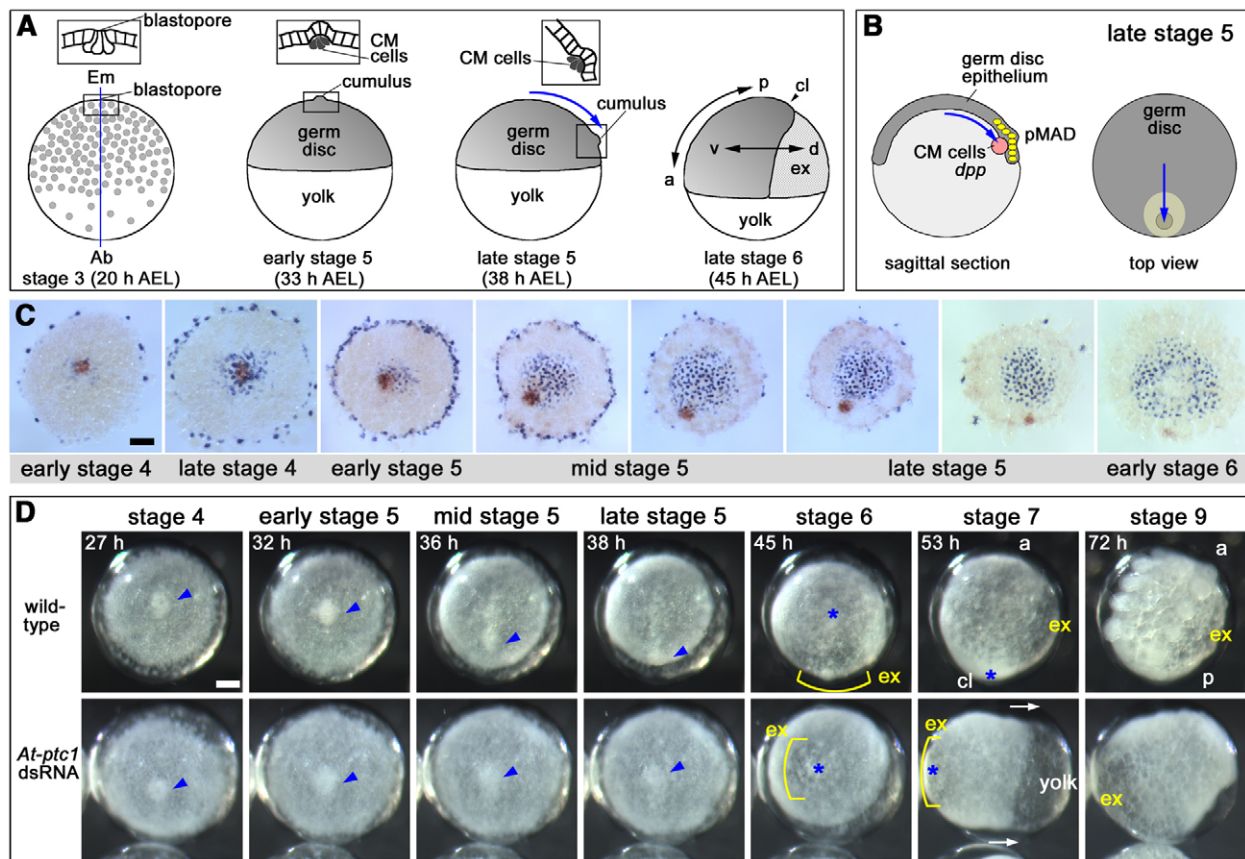 A
blastopore
Em
blastopore
Ab
stage 3 (20 h AEL)
CM
cells
cumulus
germ
disc
yolk
early stage 5
(33 h AEL)
CM cells
cumulus
germ
disc
yolk
late stage 5
(38 h AEL)
p
cl
a
v
d
ex
yolk
late stage 6
(45 h AEL)
B
late stage 5
germ disc
epithelium
pMAD
CM cells
dpp
sagittal section
germ
disc
top view
C
early stage 4
late stage 4
early stage 5
mid stage 5
late stage 5
early stage 6
D
stage 4
early stage 5
mid stage 5
late stage 5
stage 6
stage 7
stage 9
wild-
type
27 h
32 h
36 h
38 h
45 h
*
ex
53 h
a
ex
cl
*
72 h
a
ex
p
At-ptc1
dsRNA
ex
*
ex
*
yolk
ex